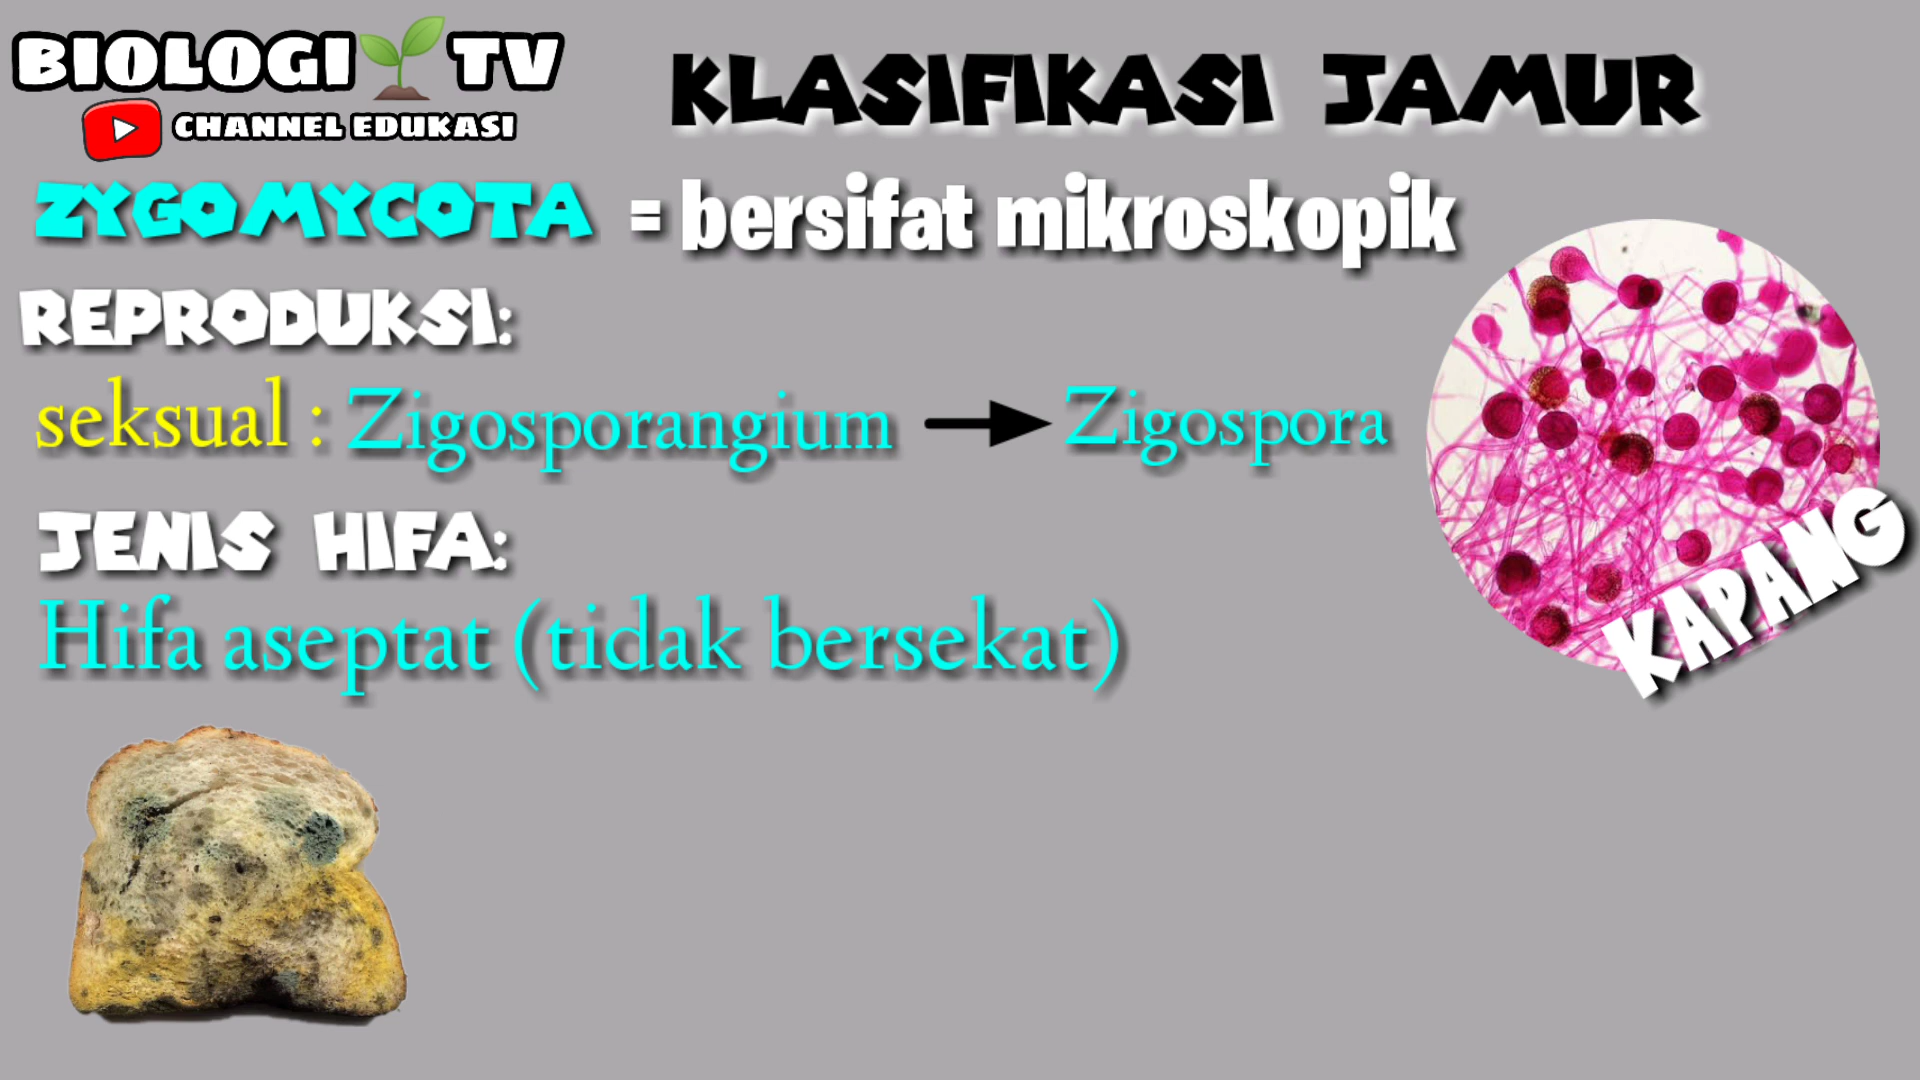 BIOLOGI TV
CHANNEL EDUKASI
KLASIFIKASI JAMUR
ZYGOMYCOTA = bersifat mikroskopik
REPRODUKSI:
seksual : Zigosporangium → Zigospora
JENIS HIFA:
Hifa aseptat (tidak bersekat)
KAPANG